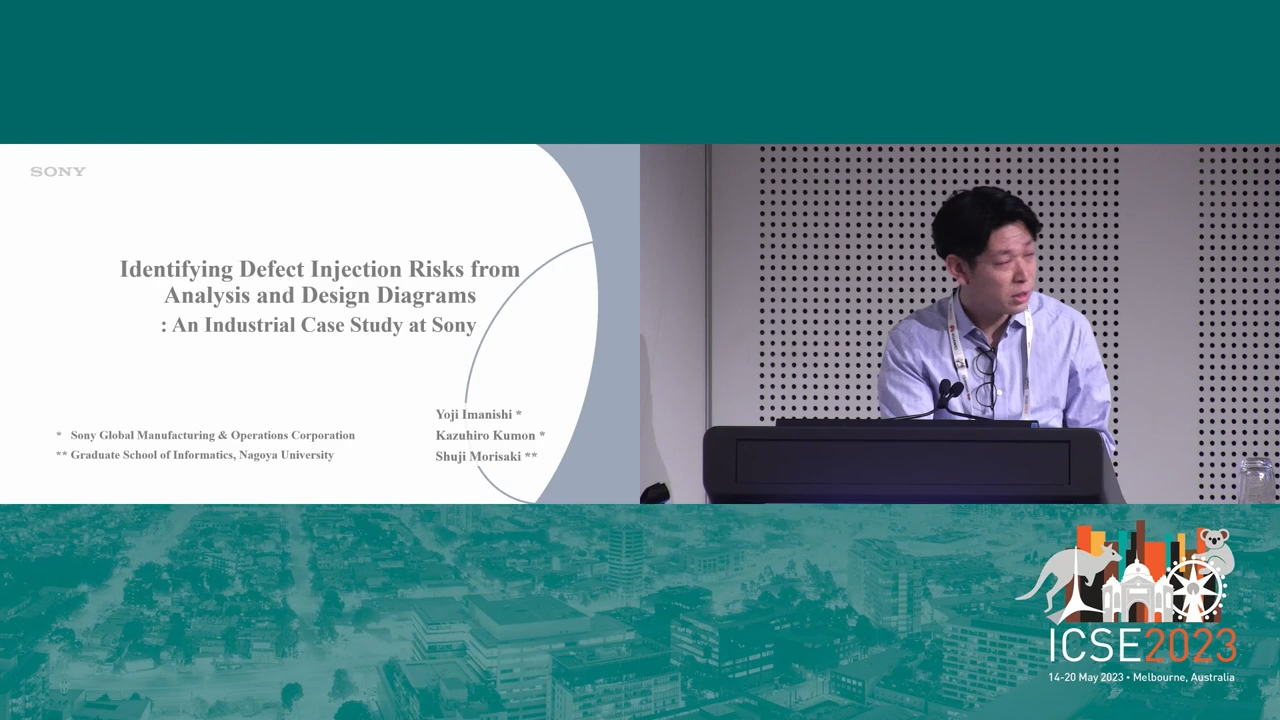 SONY
Identifying Defect Injection Risks from
Analysis and Design Diagrams
: An Industrial Case Study at Sony
Yoji Imanishi *
* Sony Global Manufacturing & Operations Corporation
Kazuhiro Kumon *
** Graduate School of Informatics, Nagoya University
Shuji Morisaki **
ICSE2023
14-20 May 2023 • Melbourne, Australia